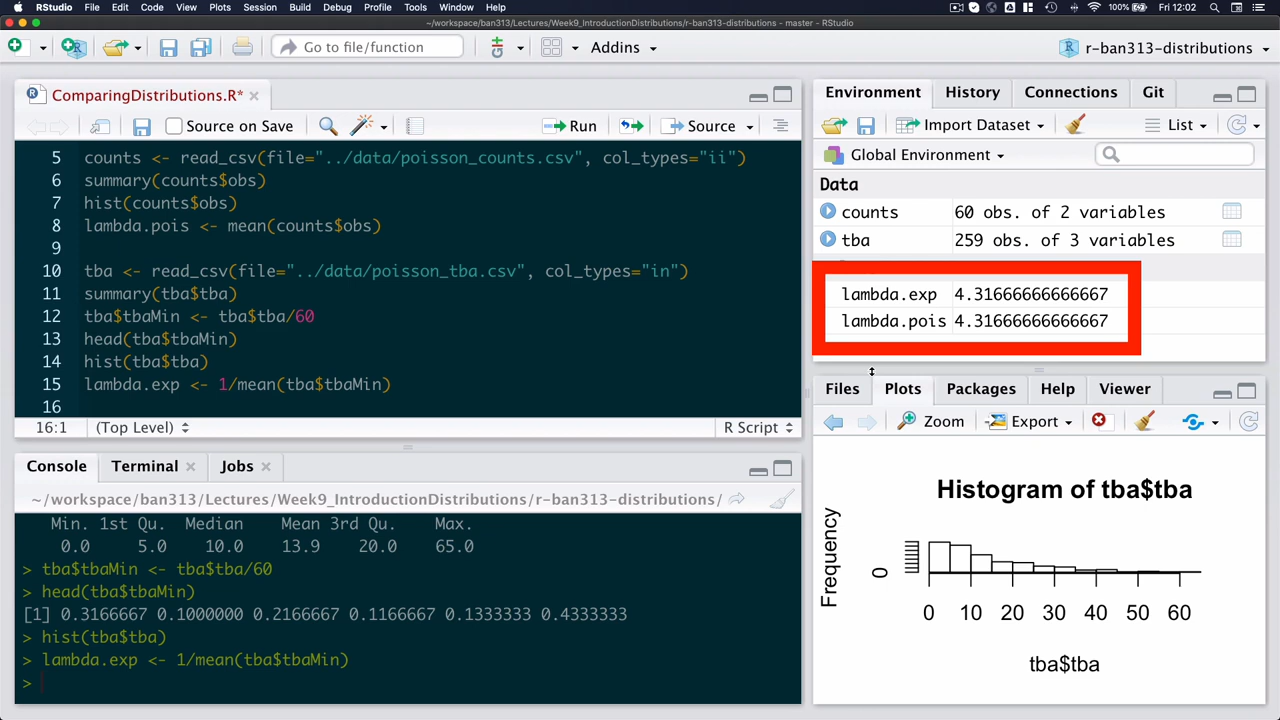 RStudio File Edit Code View Plots Session Build Debug Profile Tools Window Help 100% Fri 12:02
~/workspace/ban313/Lectures/Week9_IntroductionDistributions/r-ban313-distributions - master - RStudio
Go to file/function Addins r-ban313-distributions
ComparingDistributions.R*
Source on Save Run Source
5 counts <- read_csv(file="../data/poisson_counts.csv", col_types="ii")
6 summary(counts$obs)
7 hist(counts$obs)
8 lambda.pois <- mean(counts$obs)
9
10 tba <- read_csv(file="../data/poisson_tba.csv", col_types="in")
11 summary(tba$tba)
12 tba$tbaMin <- tba$tba/60
13 head(tba$tbaMin)
14 hist(tba$tba)
15 lambda.exp <- 1/mean(tba$tbaMin)
16
16:1 (Top Level) R Script
Console Terminal Jobs
~/workspace/ban313/Lectures/Week9_IntroductionDistributions/r-ban313-distributions/
Min. 1st Qu. Median Mean 3rd Qu. Max.
0.0 5.0 10.0 13.9 20.0 65.0
> tba$tbaMin <- tba$tba/60
> head(tba$tbaMin)
[1] 0.3166667 0.1000000 0.2166667 0.1166667 0.1333333 0.4333333
> hist(tba$tba)
> lambda.exp <- 1/mean(tba$tbaMin)
>
Environment History Connections Git
Import Dataset List
Global Environment
Data
counts 60 obs. of 2 variables
tba 259 obs. of 3 variables
lambda.exp 4.31666666666667
lambda.pois 4.31666666666667
Files Plots Packages Help Viewer
Zoom Export
Histogram of tba$tba
Frequency
0
0 10 20 30 40 50 60
tba$tba